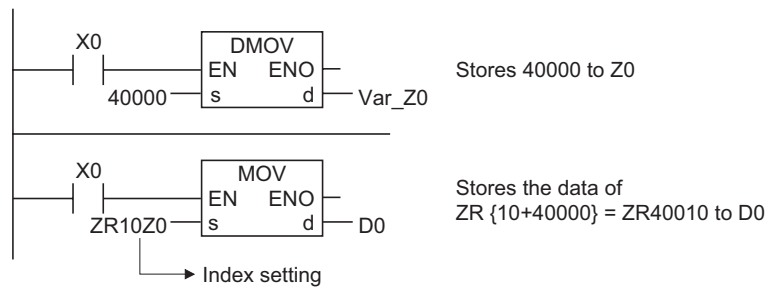 X0
DMOV
EN ENO
40000 s d Var_Z0
Stores 40000 to Z0
X0
MOV
EN ENO
ZR10Z0 s d D0
Stores the data of
ZR {10+40000} = ZR40010 to D0
Index setting